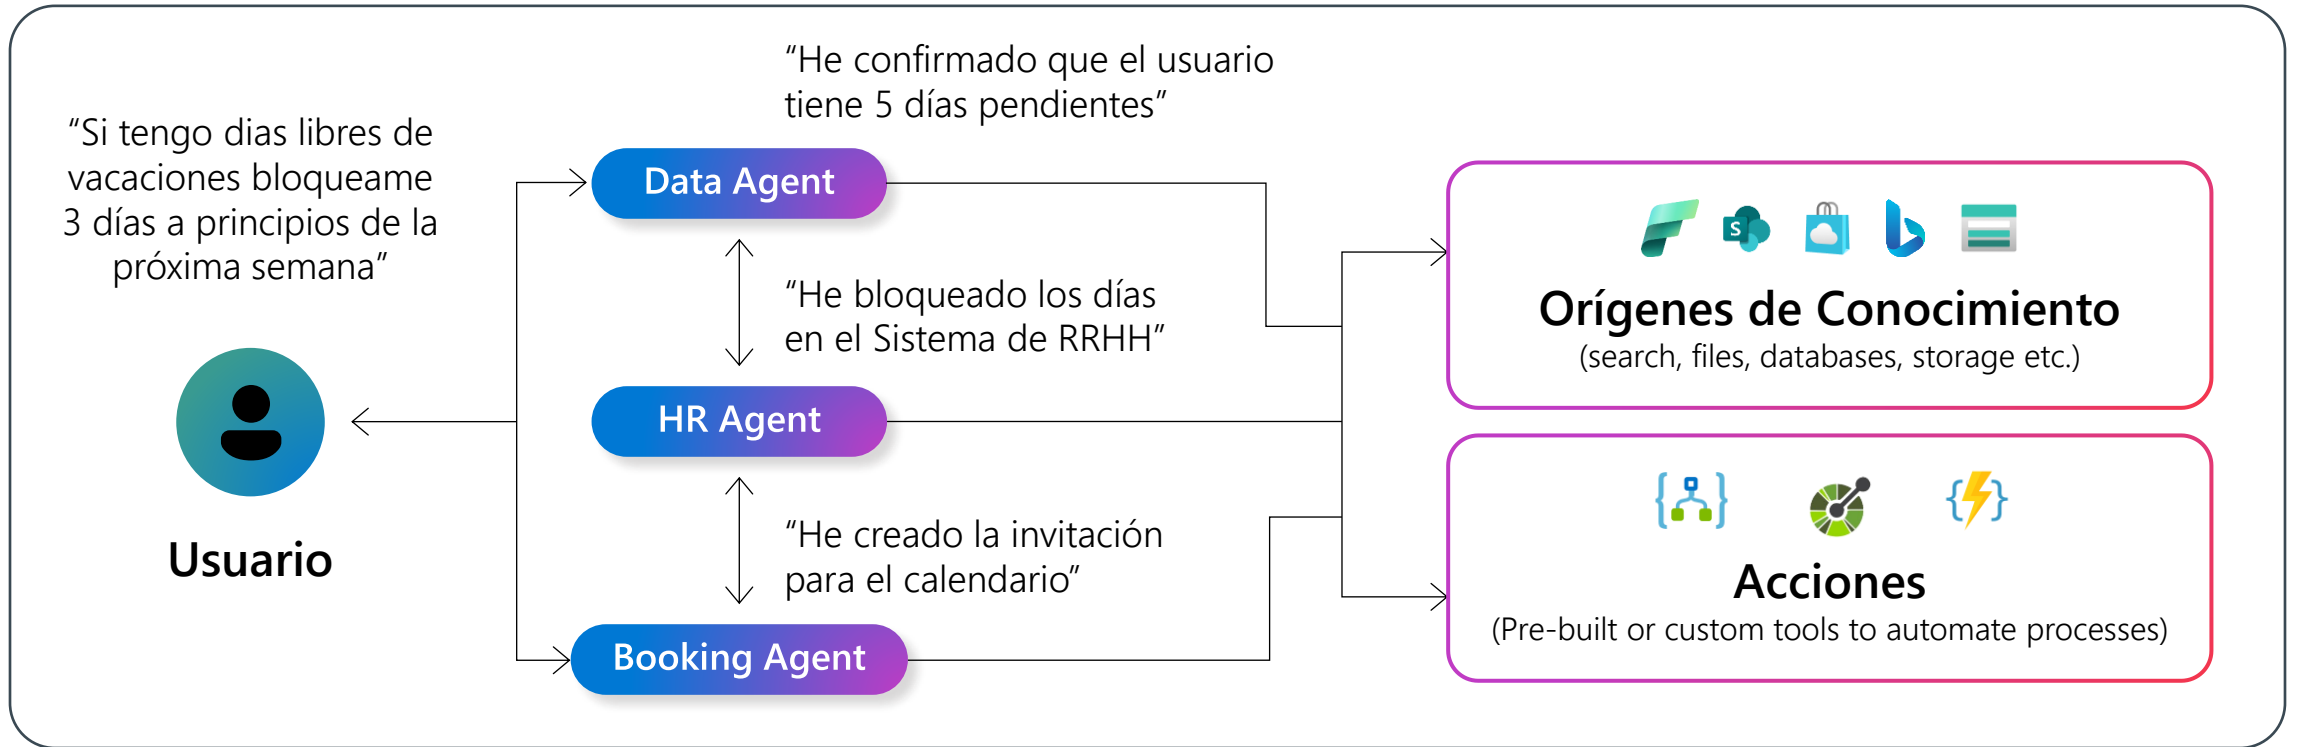 “Si tengo dias libres de
vacaciones bloqueame
3 días a principios de la
próxima semana”
Usuario
“He confirmado que el usuario
tiene 5 días pendientes”
Data Agent
“He bloqueado los días
en el Sistema de RRHH”
HR Agent
“He creado la invitación
para el calendario”
Booking Agent
S
Orígenes de Conocimiento
(search, files, databases, storage etc.)
Acciones
(Pre-built or custom tools to automate processes)